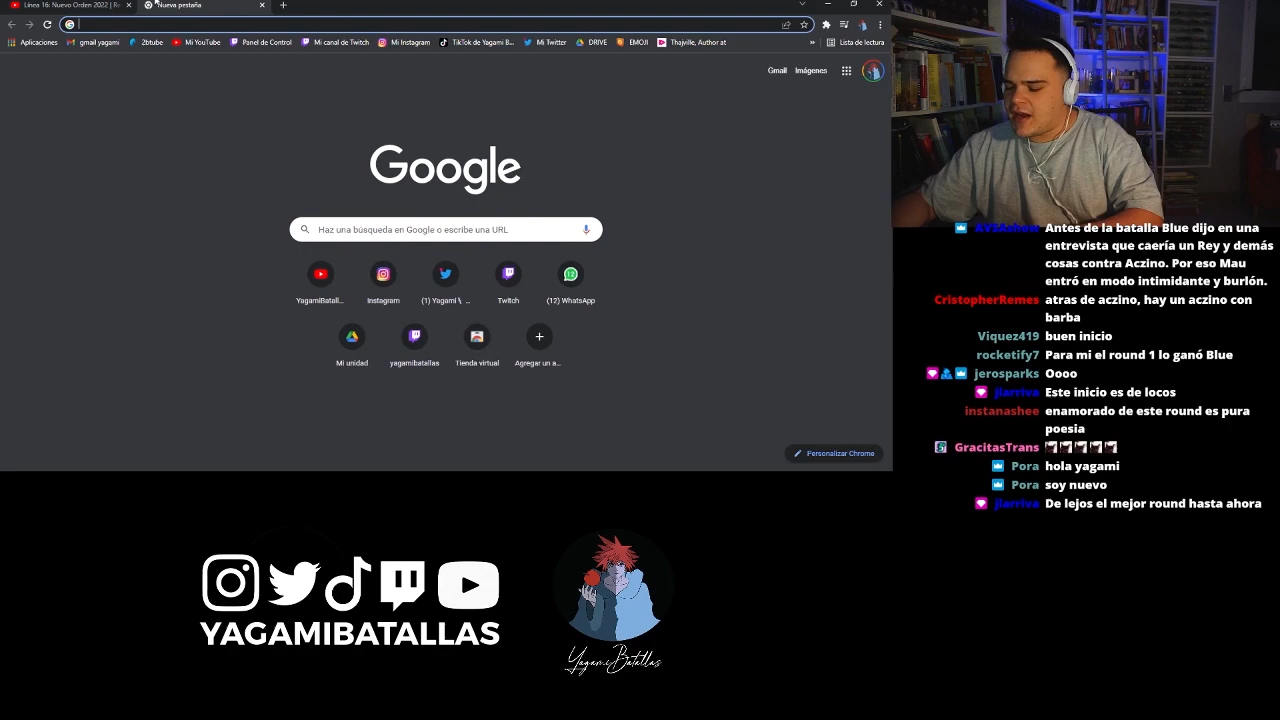 Línea 16: Nuevo Orden 2022 | Re
Nueva pestaña
Aplicaciones
gmail yagami
2btube
Mi YouTube
Panel de Control
Mi canal de Twitch
Mi Instagram
TikTok de Yagami B...
Mi Twitter
DRIVE
EMOJI
Thajville, Author at
»
Lista de lectura
Gmail
Imágenes
Google
Haz una búsqueda en Google o escribe una URL
YagamiBatall...
Instagram
(1) Yagami \ ...
Twitch
(12) WhatsApp
Mi unidad
yagamibatallas
Tienda virtual
Agregar un a...
Personalizar Chrome
Antes de la batalla Blue dijo en una
entrevista que caería un Rey y demás
cosas contra Aczino. Por eso Mau
entró en modo intimidante y burlón.
CristopherRemes atras de aczino, hay un aczino con
barba
Viquez419 buen inicio
rocketify7 Para mi el round 1 lo ganó Blue
jerosparks Oooo
jlarriva Este inicio es de locos
instanashee enamorado de este round es pura
poesia
GracitasTrans
Pora hola yagami
Pora soy nuevo
jlarriva De lejos el mejor round hasta ahora
YAGAMIBATALLAS
YagamiBatallas